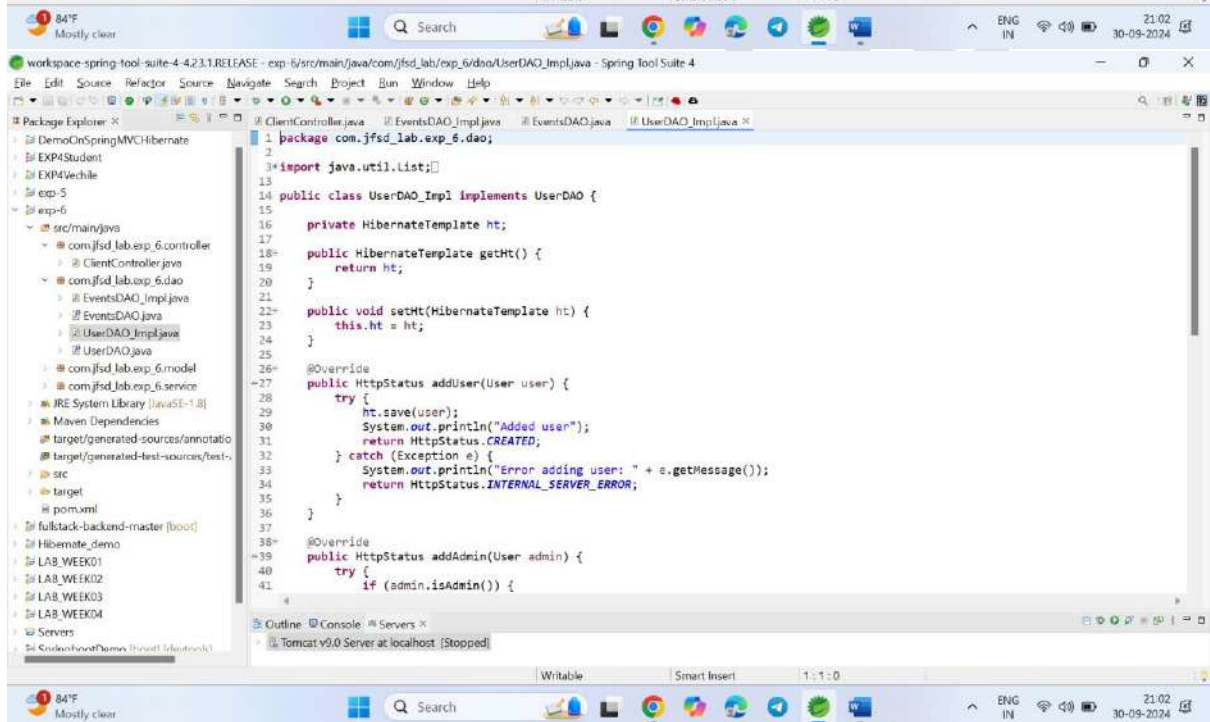 84°F
Mostly clear
Search
ENG
IN
21:02
30-09-2024
workspace-spring-tool-suite-4-4.23.1.RELEASE - exp-6/src/main/java/com/jfsd_lab/exp_6/dao/UserDAO_Impl.java - Spring Tool Suite 4
File Edit Source Refactor Source Navigate Search Project Run Window Help
Package Explorer
DemoOnSpringMVCHibernate
EXP4Student
EXP4Vechile
exp-5
exp-6
src/main/java
com.jfsd_lab.exp_6.controller
ClientController.java
com.jfsd_lab.exp_6.dao
EventsDAO_Impl.java
EventsDAO.java
UserDAO_Impl.java
UserDAO.java
com.jfsd_lab.exp_6.model
com.jfsd_lab.exp_6.service
JRE System Library [JavaSE-1.8]
Maven Dependencies
target/generated-sources/annotatio
target/generated-test-sources/test-
src
target
pom.xml
fullstack-backend-master [boot]
Hibernate_demo
LAB_WEEK01
LAB_WEEK02
LAB_WEEK03
LAB_WEEK04
Servers
SpringbootDemo [boot] [devtools]
ClientController.java EventsDAO_Impl.java EventsDAO.java UserDAO_Impl.java
1 package com.jfsd_lab.exp_6.dao;
2
3 import java.util.List;
13
14 public class UserDAO_Impl implements UserDAO {
15
16 private HibernateTemplate ht;
17
18 public HibernateTemplate getHt() {
19 return ht;
20 }
21
22 public void setHt(HibernateTemplate ht) {
23 this.ht = ht;
24 }
25
26 @Override
27 public HttpStatus addUser(User user) {
28 try {
29 ht.save(user);
30 System.out.println("Added user");
31 return HttpStatus.CREATED;
32 } catch (Exception e) {
33 System.out.println("Error adding user: " + e.getMessage());
34 return HttpStatus.INTERNAL_SERVER_ERROR;
35 }
36 }
37
38 @Override
39 public HttpStatus addAdmin(User admin) {
40 try {
41 if (admin.isAdmin()) {
Outline Console Servers
Tomcat v9.0 Server at localhost [Stopped]
Writable Smart Insert 1:1:0
84°F
Mostly clear
Search
ENG
IN
21:02
30-09-2024